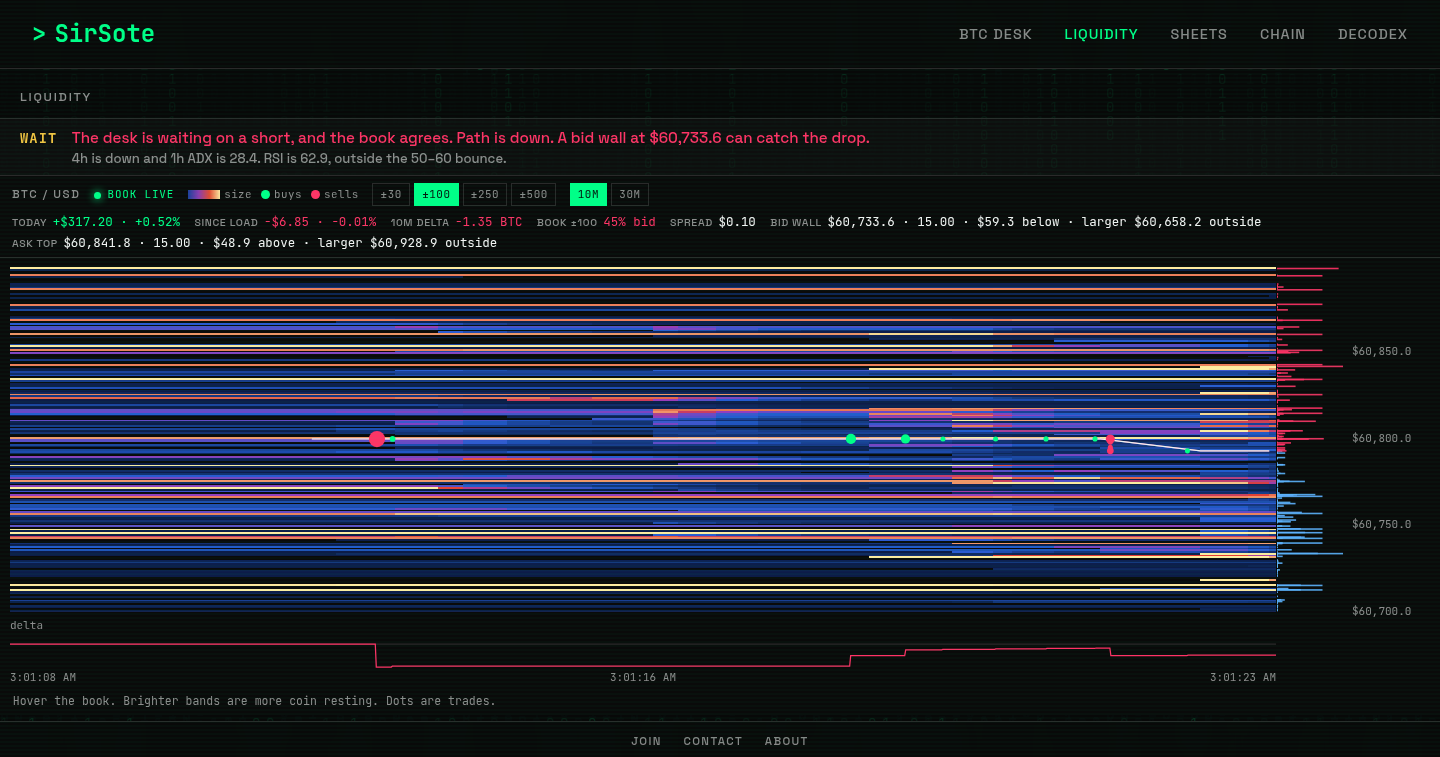 > SirSote
BTC DESK LIQUIDITY SHEETS CHAIN DECODEX
LIQUIDITY
WAIT The desk is waiting on a short, and the book agrees. Path is down. A bid wall at $60,733.6 can catch the drop.
4h is down and 1h ADX is 28.4. RSI is 62.9, outside the 50–60 bounce.
BTC / USD BOOK LIVE size buys sells ±30 ±100 ±250 ±500 10M 30M
TODAY +$317.20 · +0.52% SINCE LOAD -$6.85 · -0.01% 10M DELTA -1.35 BTC BOOK ±100 45% bid SPREAD $0.10 BID WALL $60,733.6 · 15.00 · $59.3 below · larger $60,658.2 outside
ASK TOP $60,841.8 · 15.00 · $48.9 above · larger $60,928.9 outside
$60,850.0
$60,800.0
$60,750.0
$60,700.0
delta
3:01:08 AM 3:01:16 AM 3:01:23 AM
Hover the book. Brighter bands are more coin resting. Dots are trades.
JOIN CONTACT ABOUT